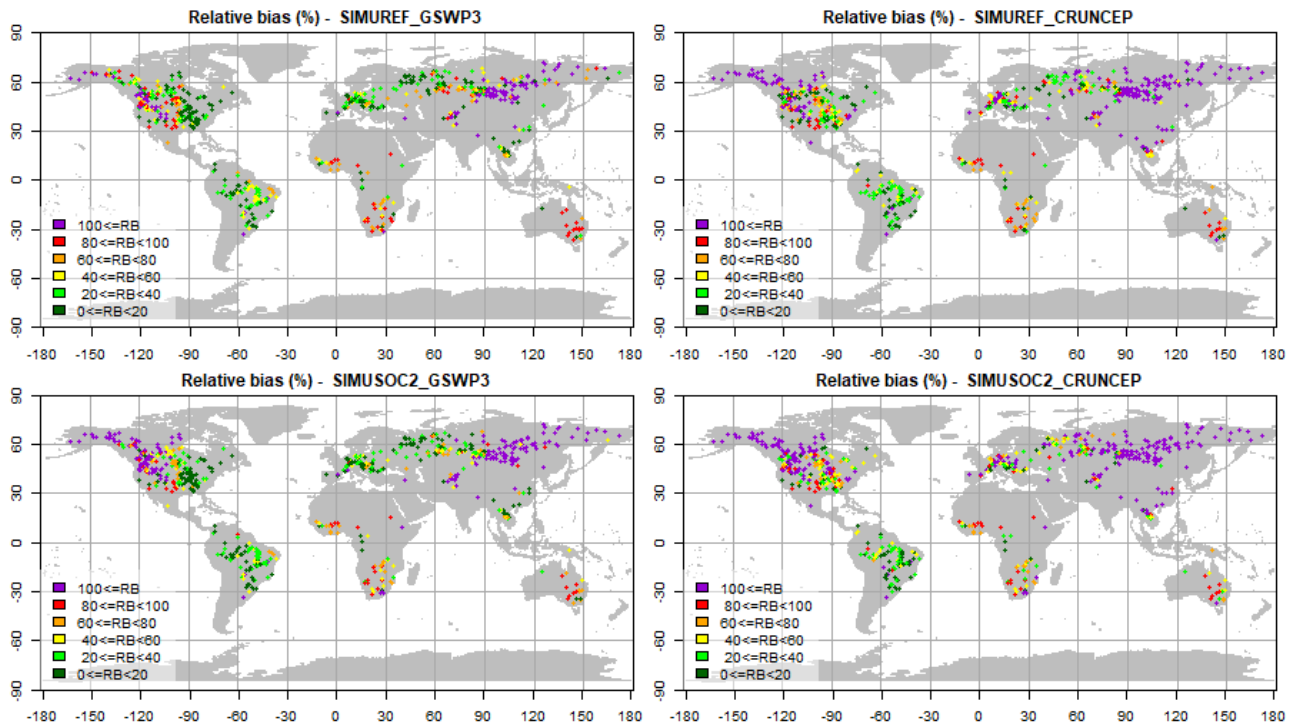 Relative bias (%) - SIMUREF_GSWP3
90
60
30
0
-30
-60
-90
100<=RB
80<=RB<100
60<=RB<80
40<=RB<60
20<=RB<40
0<=RB<20
-180 -150 -120 -90 -60 -30 0 30 60 90 120 150 180
Relative bias (%) - SIMUREF_CRUNCEP
90
60
30
0
-30
-60
-90
100<=RB
80<=RB<100
60<=RB<80
40<=RB<60
20<=RB<40
0<=RB<20
-180 -150 -120 -90 -60 -30 0 30 60 90 120 150 180
Relative bias (%) - SIMUSOC2_GSWP3
90
60
30
0
-30
-60
-90
100<=RB
80<=RB<100
60<=RB<80
40<=RB<60
20<=RB<40
0<=RB<20
-180 -150 -120 -90 -60 -30 0 30 60 90 120 150 180
Relative bias (%) - SIMUSOC2_CRUNCEP
90
60
30
0
-30
-60
-90
100<=RB
80<=RB<100
60<=RB<80
40<=RB<60
20<=RB<40
0<=RB<20
-180 -150 -120 -90 -60 -30 0 30 60 90 120 150 180